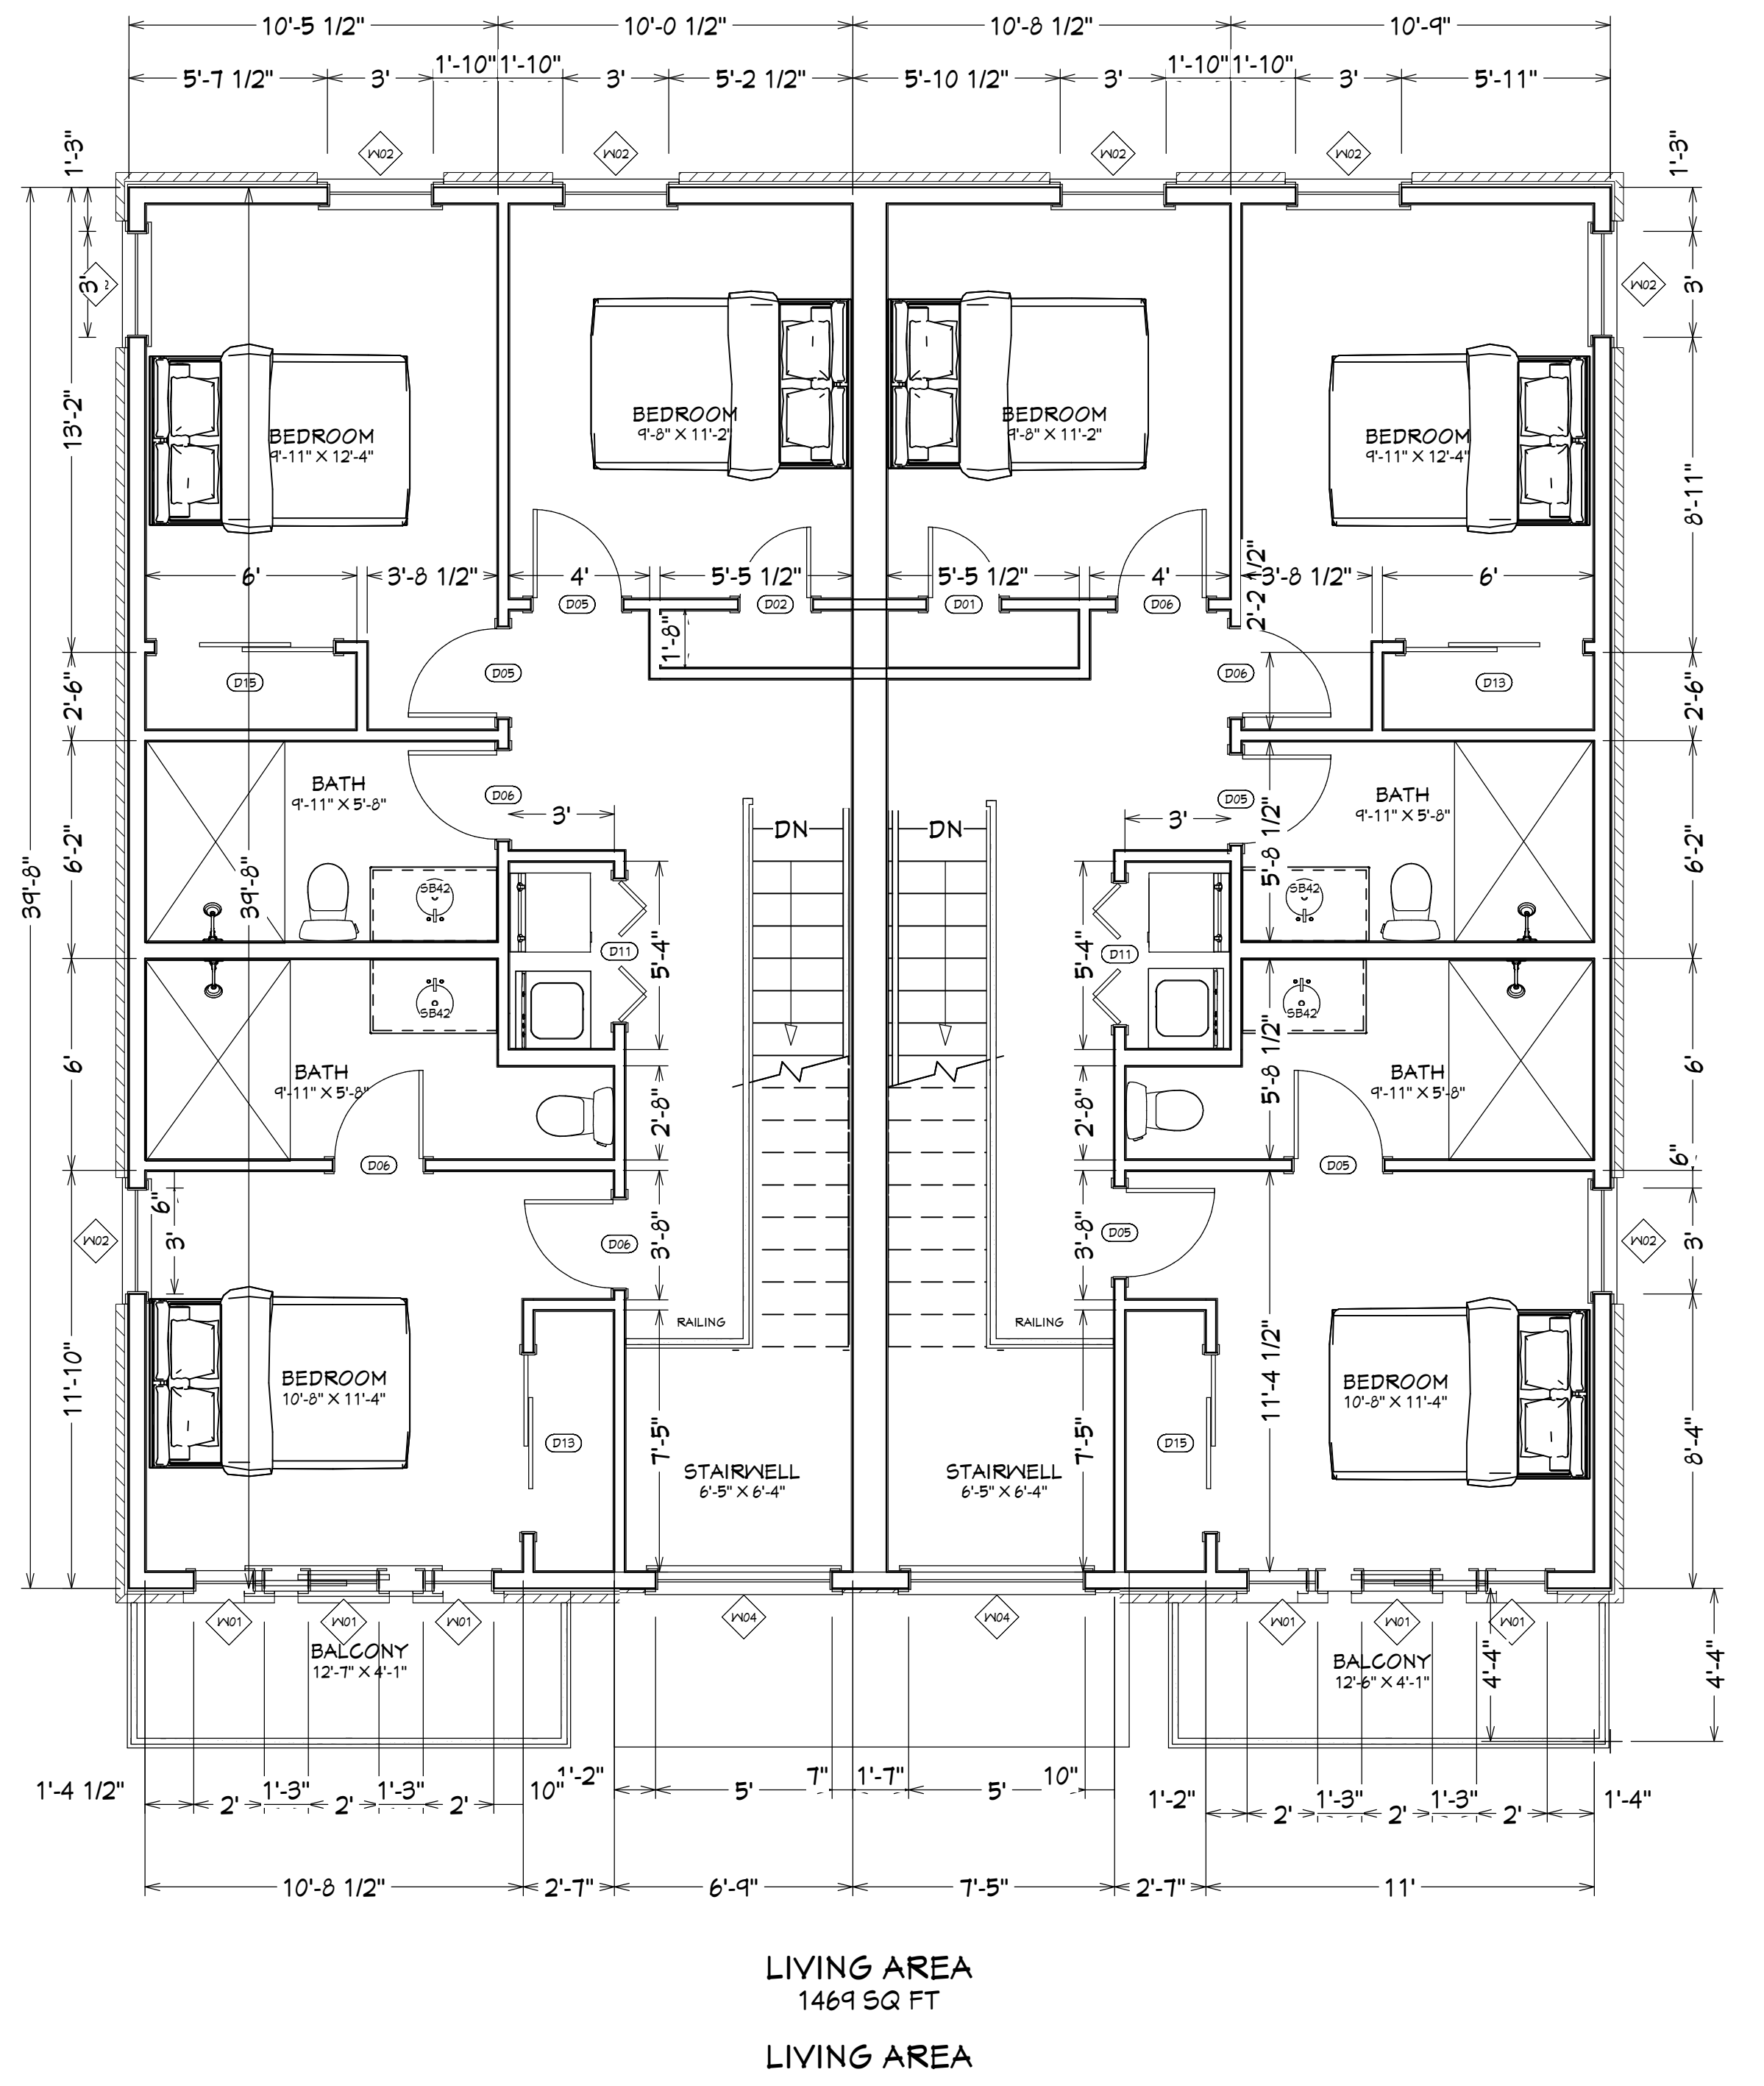 10'-5 1/2" 10'-0 1/2" 10'-8 1/2" 10'-9"
5'-7 1/2" 3' 1'-10" 1'-10" 3' 5'-2 1/2" 5'-10 1/2" 3' 1'-10" 1'-10" 3' 5'-11"
W02 W02 W02 W02
1'-3" 1'-3"
3' W02 3'
13'-2" 8'-11"
BEDROOM BEDROOM
9'-8" X 11'-2" 9'-8" X 11'-2"
BEDROOM BEDROOM
9'-11" X 12'-4" 9'-11" X 12'-4"
6' 3'-8 1/2" 4' 5'-5 1/2" 5'-5 1/2" 4' 2'-2 1/2" 3'-8 1/2" 6'
D05 D02 D01 D06
1'-8"
D15 D05 D06 D13
2'-6" 2'-6"
BATH BATH
9'-11" X 5'-8" 9'-11" X 5'-8"
D06 D05
3' 3'
DN DN
39'-8" 6'-2" 39'-8" 5'-8 1/2" 6'-2"
SB42 SB42
D11 5'-4" 5'-4" D11
SB42 SB42
6' 5'-8 1/2" 6'
BATH BATH
9'-11" X 5'-8" 9'-11" X 5'-8"
2'-8" 2'-8"
D06 D05 6"
6" 3'
W02 D06 3'-8" 3'-8" D05 3' W02
RAILING RAILING
11'-10" 11'-4 1/2"
BEDROOM BEDROOM
10'-8" X 11'-4" 10'-8" X 11'-4"
D13 7'-5" 7'-5" D15 8'-4"
STAIRWELL STAIRWELL
6'-5" X 6'-4" 6'-5" X 6'-4"
W01 W01 W01 W04 W04 W01 W01 W01
BALCONY BALCONY
12'-7" X 4'-1" 12'-6" X 4'-1"
4'-4" 4'-4"
1'-4 1/2" 2' 1'-3" 2' 1'-3" 2' 10" 1'-2" 5' 7" 1'-7" 5' 10" 1'-2" 2' 1'-3" 2' 1'-3" 2' 1'-4"
10'-8 1/2" 2'-7" 6'-9" 7'-5" 2'-7" 11'
LIVING AREA
1469 SQ FT
LIVING AREA